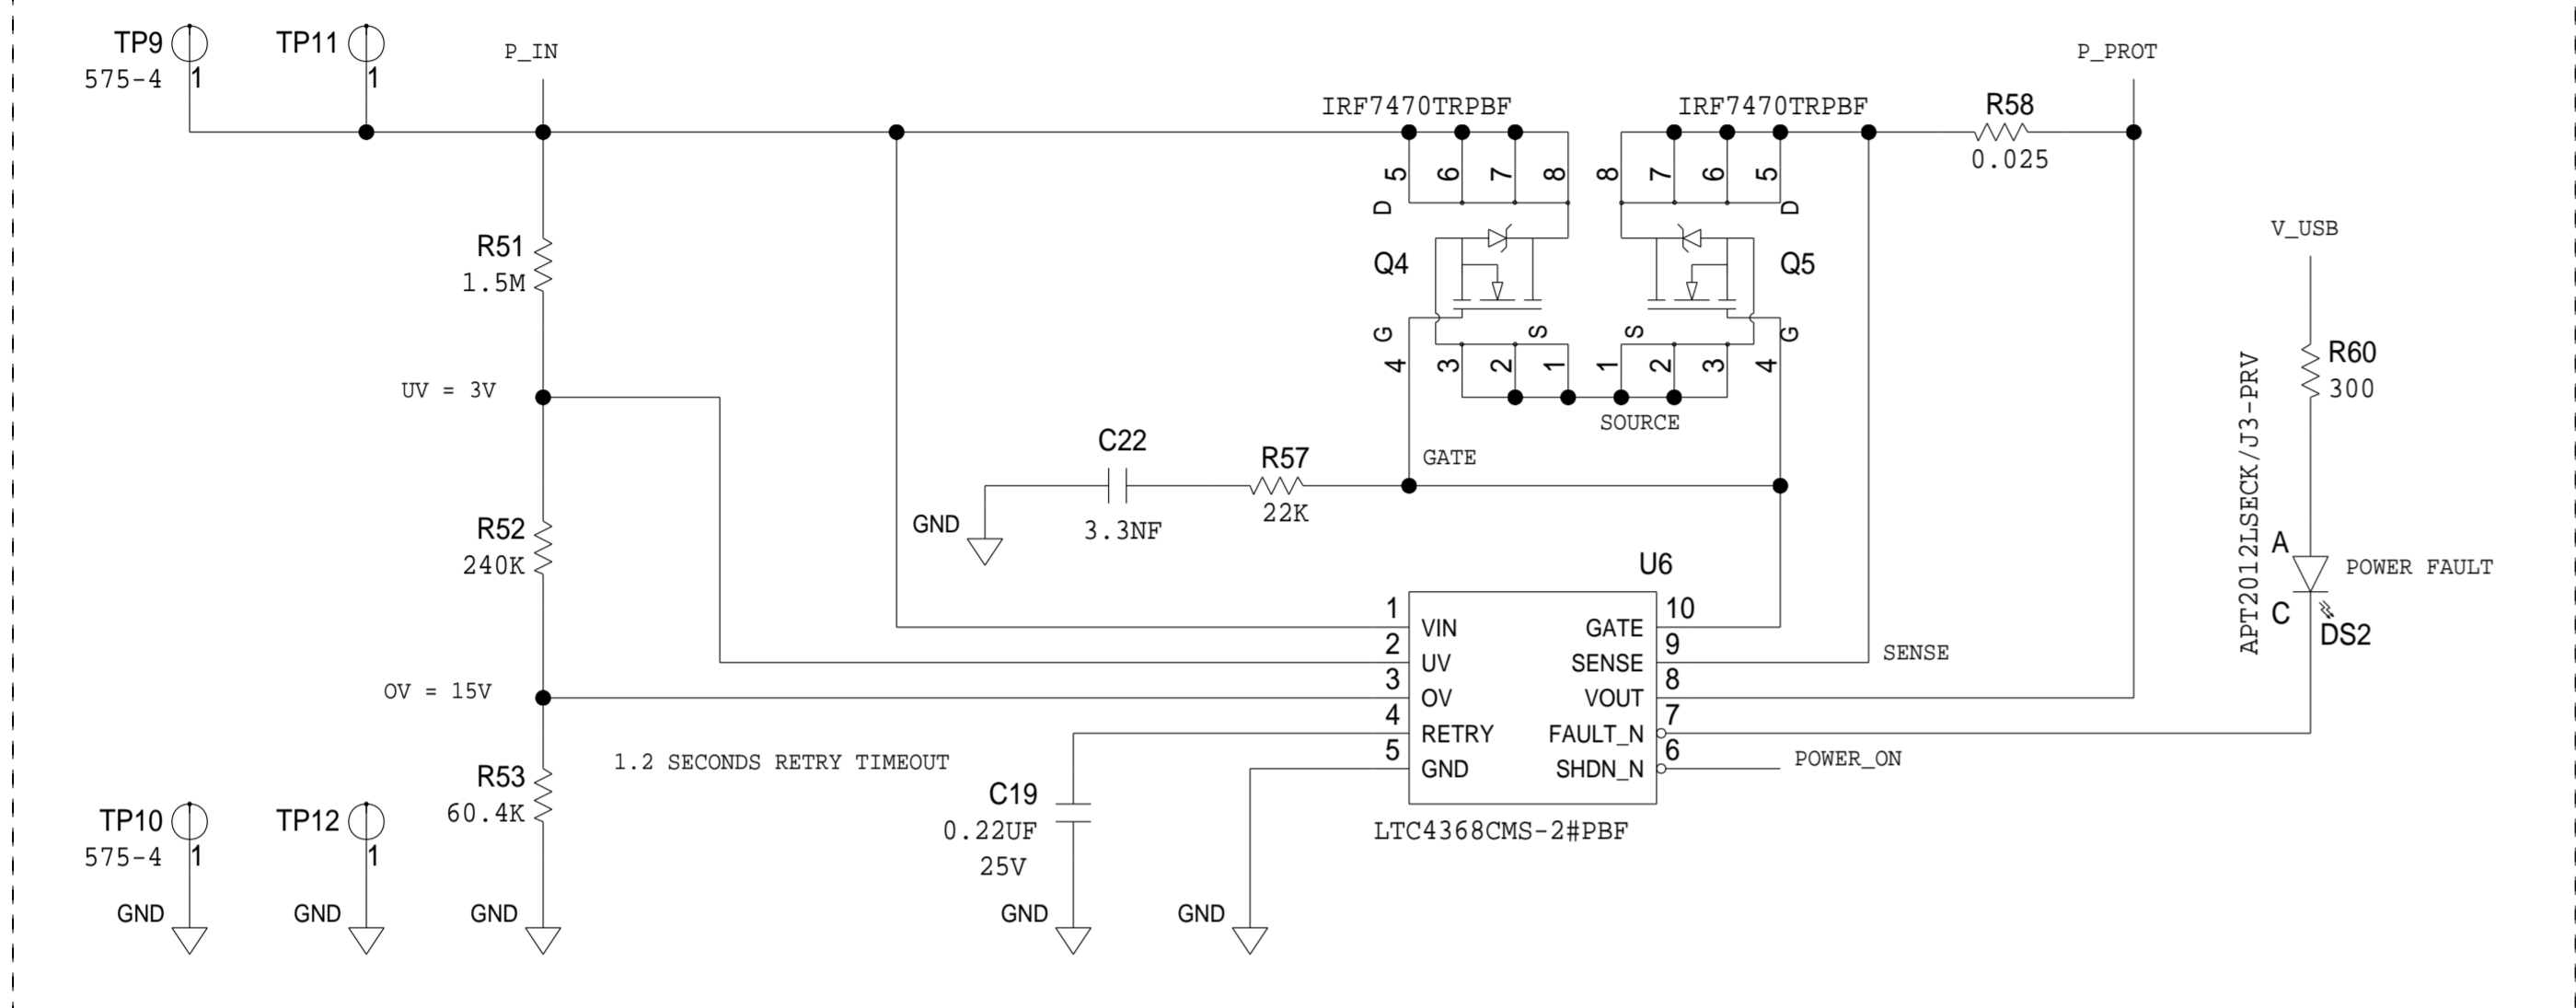 TP9
575-4
1
TP11
1
P_IN
IRF7470TRPBF
IRF7470TRPBF
R58
0.025
P_PROT
5
6
7
8
8
7
6
5
D
D
V_USB
R51
1.5M
Q4
Q5
G
S
S
G
4
3
2
1
1
2
3
4
SOURCE
R60
300
UV = 3V
C22
3.3NF
R57
22K
GATE
GND
APT2012LSECK/J3-PRV
A
C
POWER FAULT
DS2
R52
240K
U6
1
VIN
GATE
10
2
UV
SENSE
9
SENSE
3
OV
VOUT
8
4
RETRY
FAULT_N
7
5
GND
SHDN_N
6
POWER_ON
LTC4368CMS-2#PBF
OV = 15V
1.2 SECONDS RETRY TIMEOUT
R53
60.4K
C19
0.22UF
25V
TP10
575-4
1
TP12
1
GND
GND
GND
GND
GND